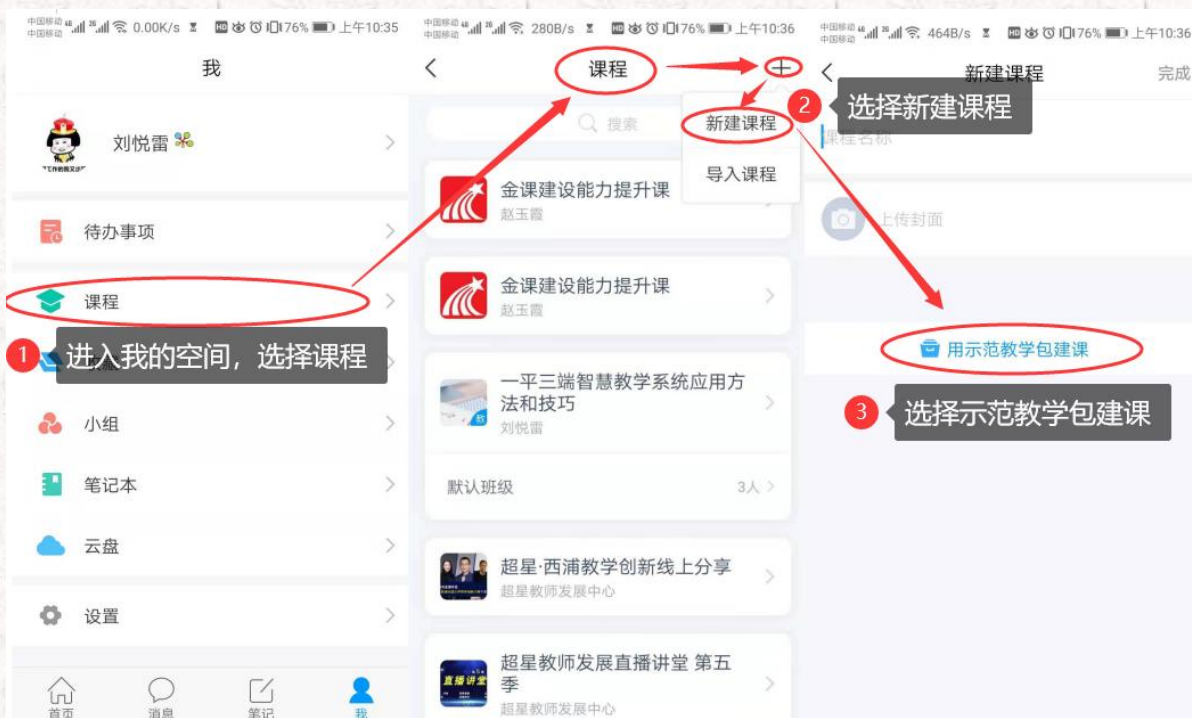 中国移动
中国移动
0.00K/s
76%
上午10:35
我
刘悦雷
待办事项
课程
1 进入我的空间，选择课程
小组
笔记本
云盘
设置
首页
消息
笔记
我
中国移动
中国移动
280B/s
76%
上午10:36
课程
搜索
新建课程
导入课程
金课建设能力提升课
赵玉霞
金课建设能力提升课
赵玉霞
一平三端智慧教学系统应用方
法和技巧
刘悦雷
默认班级
3人
超星·西浦教学创新线上分享
超星教师发展中心
直播讲堂
超星教师发展直播讲堂 第五
季
超星教师发展中心
中国移动
中国移动
464B/s
76%
上午10:36
新建课程
完成
2 选择新建课程
课程名称
上传封面
用示范教学包建课
3 选择示范教学包建课